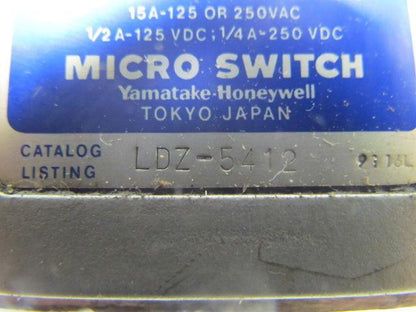 15A-125 OR 250VAC
1/2A-125 VDC; 1/4A-250 VDC
MICRO SWITCH
Yamatake-Honeywell
TOKYO JAPAN
CATALOG LISTING LDZ-5412